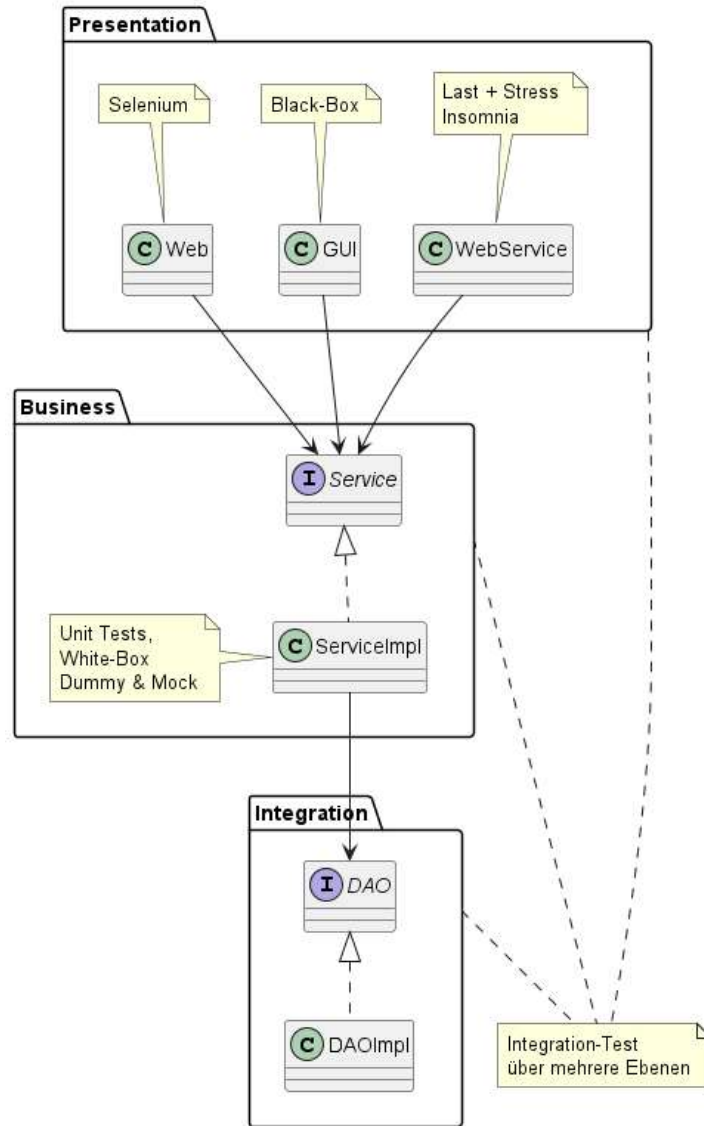 Presentation
Selenium
Black-Box
Last + Stress
Insomnia
C Web
C GUI
C WebService
Business
I Service
Unit Tests,
White-Box
Dummy & Mock
C ServiceImpl
Integration
I DAO
C DAOImpl
Integration-Test
über mehrere Ebenen